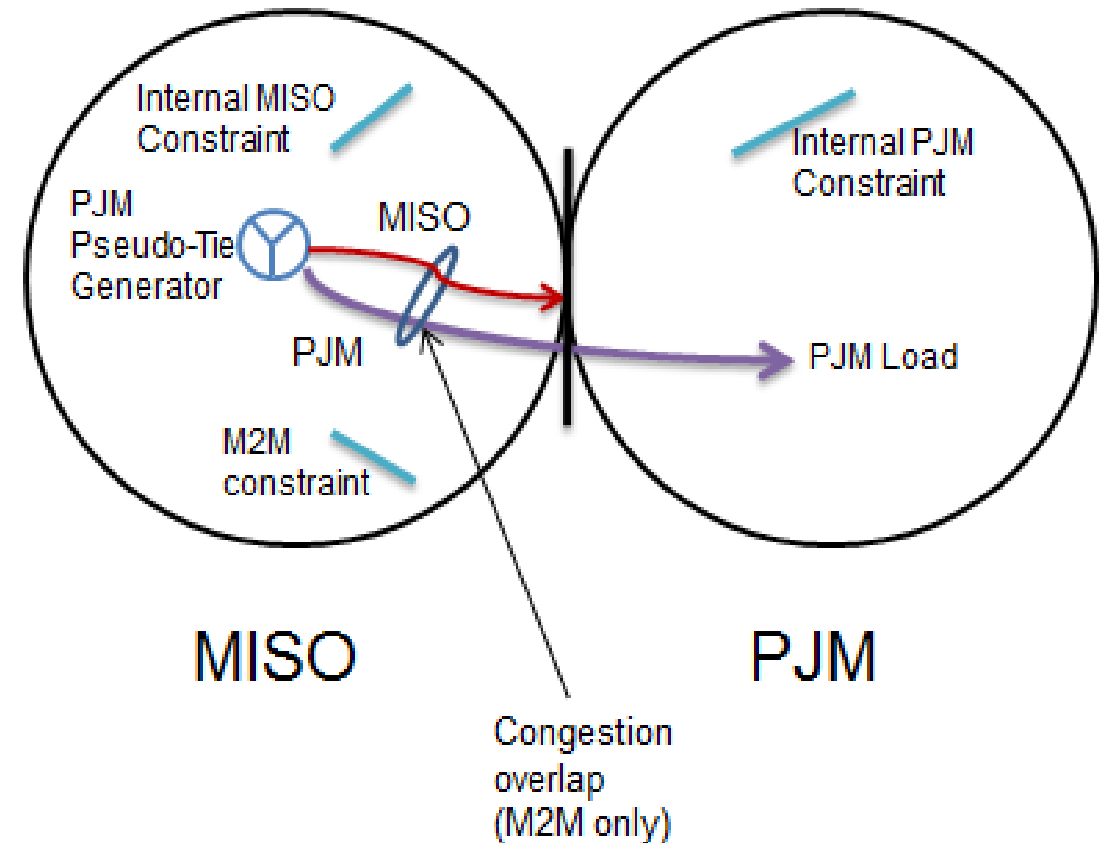 Internal MISO
Constraint
Internal PJM
Constraint
PJM
Pseudo-Tie
Generator
MISO
PJM
PJM Load
M2M
constraint
MISO
PJM
Congestion
overlap
(M2M only)